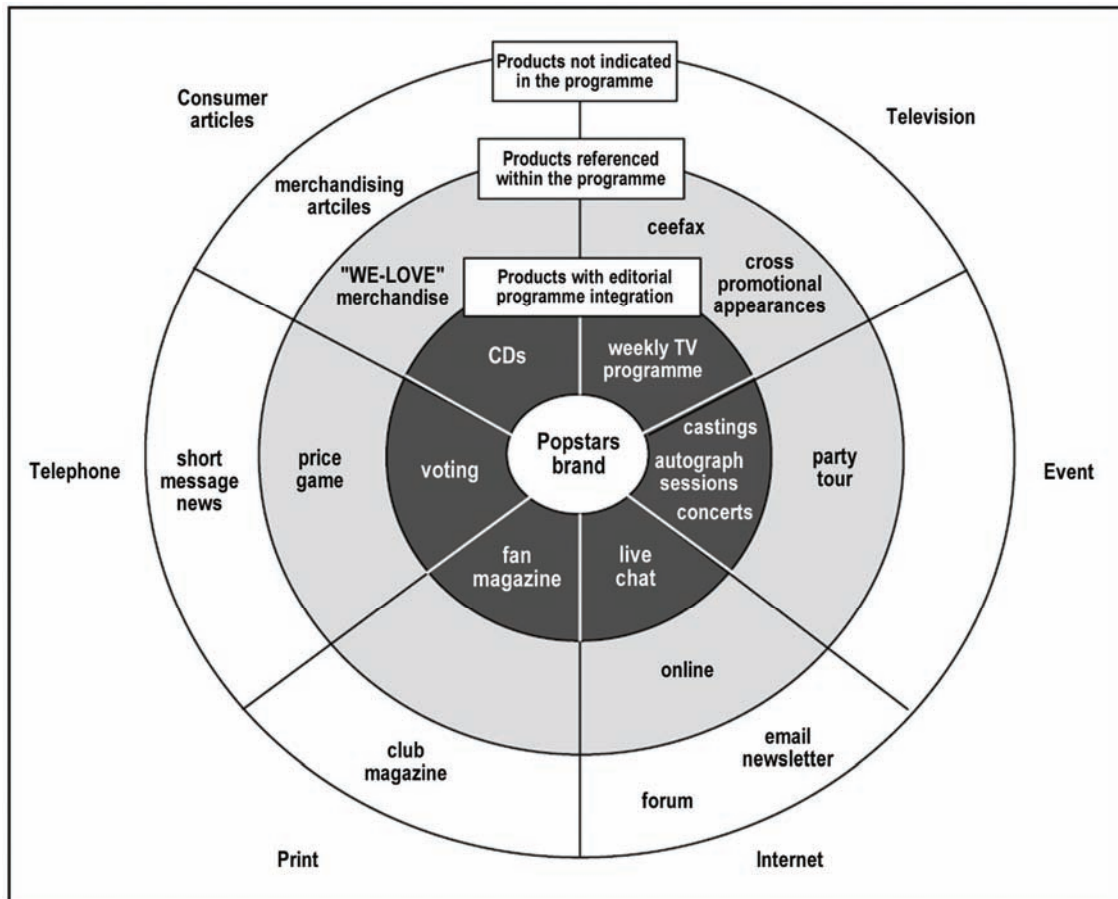 Products not indicated
in the programme
Consumer
articles
Television
Products referenced
within the programme
merchandising
artciles
ceefax
"WE-LOVE"
merchandise
cross
promotional
appearances
Products with editorial
programme integration
CDs
weekly TV
programme
castings
autograph
sessions
concerts
Popstars
brand
voting
price
game
short
message
news
Telephone
party
tour
Event
fan
magazine
live
chat
online
club
magazine
email
newsletter
forum
Print
Internet